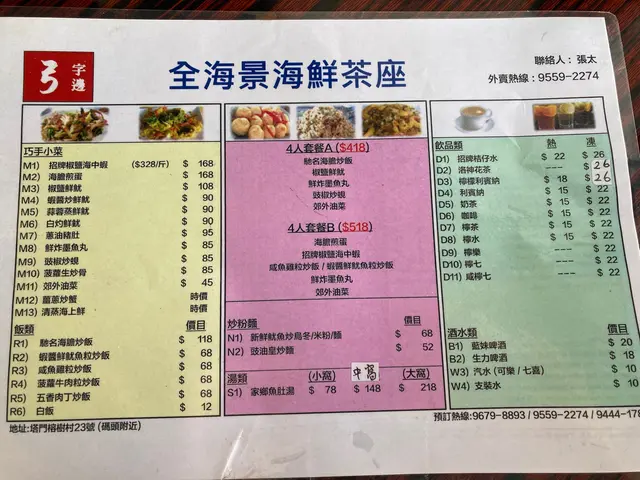 弓 字邊
全海景海鮮茶座
聯絡人: 張太
外賣熱線: 9559-2274
巧手小菜
M1) 招牌椒鹽海中蝦 ($328/斤) $ 168
M2) 海膽煎蛋 $ 168
M3) 椒鹽鮮魷 $ 108
M4) 蝦醬炒鮮魷 $ 90
M5) 蒜蓉蒸鮮魷 $ 90
M6) 白灼鮮魷 $ 90
M7) 蔥油豬肚 $ 95
M8) 鮮炸墨魚丸 $ 85
M9) 豉椒炒蜆 $ 85
M10) 菠蘿生炒骨 $ 85
M11) 郊外油菜 $ 45
M12) 薑蔥炒蟹 時價
M13) 清蒸海上鮮 時價
飯類 價目
R1) 馳名海膽炒飯 $ 118
R2) 蝦醬鮮魷魚粒炒飯 $ 68
R3) 咸魚雞粒炒飯 $ 68
R4) 菠蘿牛肉粒炒飯 $ 68
R5) 五香肉丁炒飯 $ 68
R6) 白飯 $ 12
4人套餐A ($418)
馳名海膽炒飯
椒鹽鮮魷
鮮炸墨魚丸
豉椒炒蜆
郊外油菜
4人套餐B ($518)
海膽煎蛋
招牌椒鹽海中蝦
咸魚雞粒炒飯 / 蝦醬鮮魷魚粒炒飯
鮮炸墨魚丸
郊外油菜
炒粉麵 價目
N1) 新鮮魷魚炒烏冬/米粉/麵 $ 68
N2) 豉油皇炒麵 $ 52
湯類 (小窩) 中窩 (大窩)
S1) 家鄉魚肚湯 $ 78 $ 148 $ 218
飲品類 熱 凍
D1) 招牌桔仔水 $ 22 $ 26
D2) 洛神花茶 --- $ 26
D3) 檸檬利賓納 $ 18 $ 26
D4) 利賓納 $ 15 $ 22
D5) 奶茶 $ 15 $ 22
D6) 咖啡 $ 15 $ 22
D7) 檸茶 $ 15 $ 22
D8) 檸水 $ 15 $ 22
D9) 檸樂 --- $ 22
D10) 檸七 --- $ 22
D11) 咸檸七 --- $ 22
酒水類 價目
B1) 藍妹啤酒 $ 20
B2) 生力啤酒 $ 18
W3) 汽水 (可樂 / 七喜) $ 10
W4) 支裝水 $ 10
地址: 塔門榕樹村23號 (碼頭附近)
預訂熱線: 9679-8893 / 9559-2274 / 9444-178